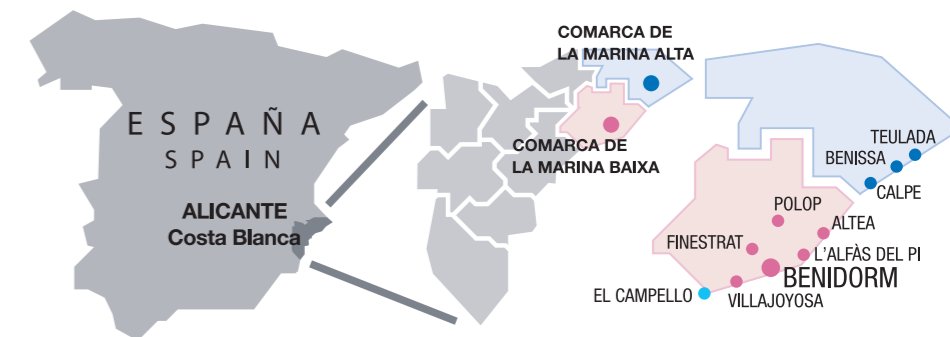 ESPAÑA
SPAIN
ALICANTE
Costa Blanca
COMARCA DE
LA MARINA ALTA
COMARCA DE
LA MARINA BAIXA
TEULADA
BENISSA
CALPE
POLOP
ALTEA
FINESTRAT
L'ALFÀS DEL PI
BENIDORM
EL CAMPELLO
VILLAJOYOSA